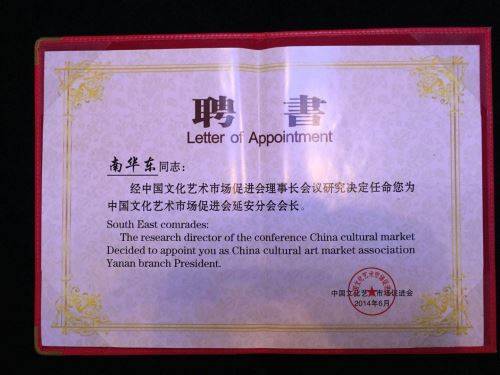 聘書
Letter of Appointment
南华东同志:
经中国文化艺术市场促进会理事长会议研究决定任命您为
中国文化艺术市场促进会延安分会会长。
South East comrades:
The research director of the conference China cultural market
Decided to appoint you as China cultural art market association
Yanan branch President.
中国文化艺术市场促进会
2014年6月